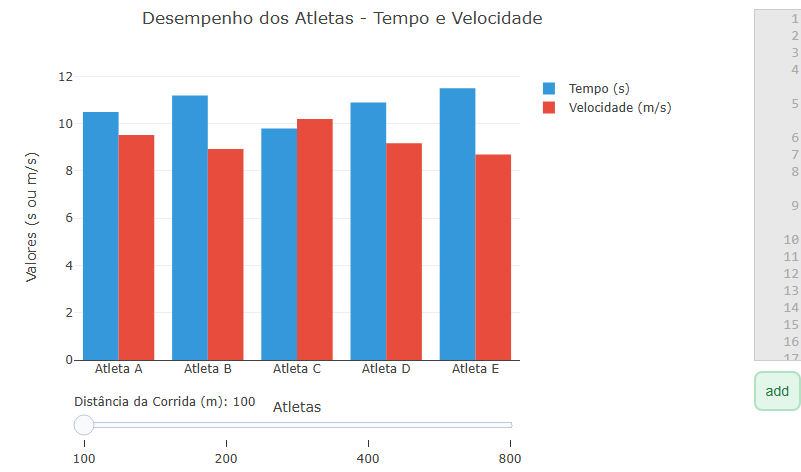 Desempenho dos Atletas - Tempo e Velocidade
Tempo (s)
Velocidade (m/s)
Valores (s ou m/s)
12
10
8
6
4
2
0
Atleta A
Atleta B
Atleta C
Atleta D
Atleta E
Distância da Corrida (m): 100
Atletas
100
200
400
800
1
2
3
4
5
6
7
8
9
10
11
12
13
14
15
16
17
add